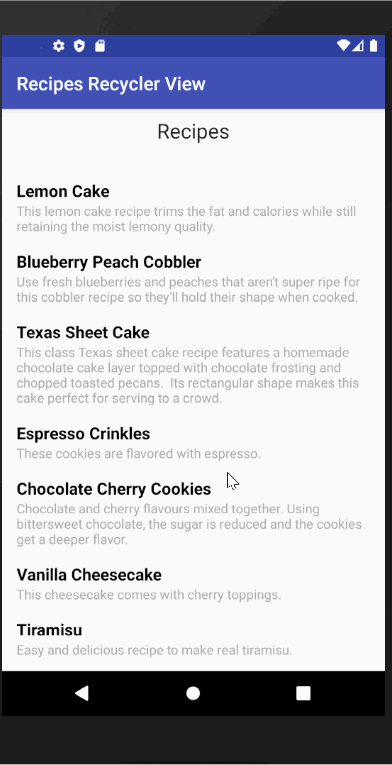 Recipes Recycler View
Recipes
Lemon Cake
This lemon cake recipe trims the fat and calories while still
retaining the moist lemony quality.
Blueberry Peach Cobbler
Use fresh blueberries and peaches that aren't super ripe for
this cobbler recipe so they'll hold their shape when cooked.
Texas Sheet Cake
This class Texas sheet cake recipe features a homemade
chocolate cake layer topped with chocolate frosting and
chopped toasted pecans.  Its rectangular shape makes this
cake perfect for serving to a crowd.
Espresso Crinkles
These cookies are flavored with espresso.
Chocolate Cherry Cookies
Chocolate and cherry flavours mixed together. Using
bittersweet chocolate, the sugar is reduced and the cookies
get a deeper flavor.
Vanilla Cheesecake
This cheesecake comes with cherry toppings.
Tiramisu
Easy and delicious recipe to make real tiramisu.